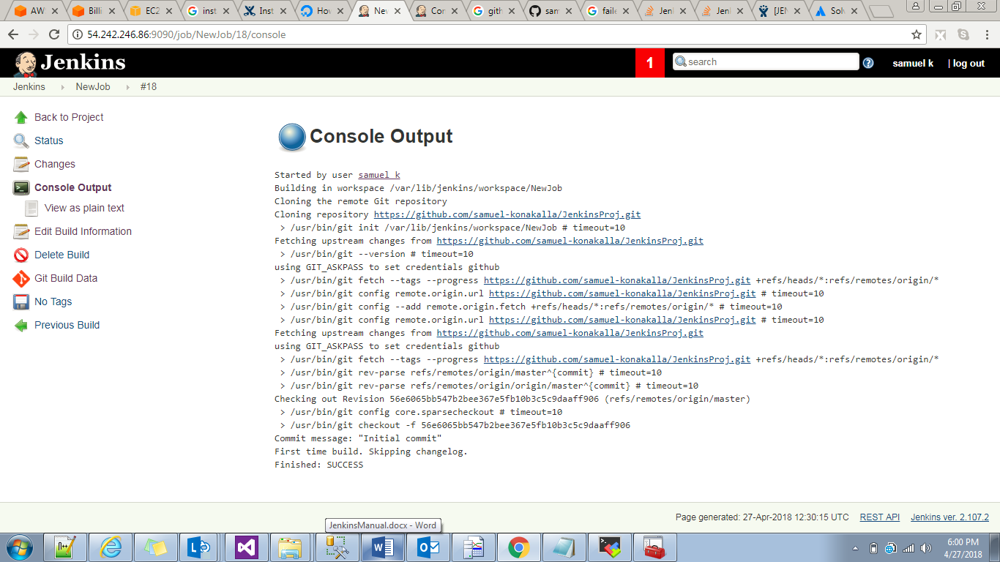 AW
Billi
EC2
inst
Inst
Hov
Nev
Cor
gith
sam
faile
Jenl
Jenl
[JEN
Solv
54.242.246.86:9090/job/NewJob/18/console
Jenkins
1
search
samuel k
| log out
Jenkins
NewJob
#18
Back to Project
Status
Changes
Console Output
View as plain text
Edit Build Information
Delete Build
Git Build Data
No Tags
Previous Build
Console Output
Started by user samuel k
Building in workspace /var/lib/jenkins/workspace/NewJob
Cloning the remote Git repository
Cloning repository https://github.com/samuel-konakalla/JenkinsProj.git
> /usr/bin/git init /var/lib/jenkins/workspace/NewJob # timeout=10
Fetching upstream changes from https://github.com/samuel-konakalla/JenkinsProj.git
> /usr/bin/git --version # timeout=10
using GIT_ASKPASS to set credentials github
> /usr/bin/git fetch --tags --progress https://github.com/samuel-konakalla/JenkinsProj.git +refs/heads/*:refs/remotes/origin/*
> /usr/bin/git config remote.origin.url https://github.com/samuel-konakalla/JenkinsProj.git # timeout=10
> /usr/bin/git config --add remote.origin.fetch +refs/heads/*:refs/remotes/origin/* # timeout=10
> /usr/bin/git config remote.origin.url https://github.com/samuel-konakalla/JenkinsProj.git # timeout=10
Fetching upstream changes from https://github.com/samuel-konakalla/JenkinsProj.git
using GIT_ASKPASS to set credentials github
> /usr/bin/git fetch --tags --progress https://github.com/samuel-konakalla/JenkinsProj.git +refs/heads/*:refs/remotes/origin/*
> /usr/bin/git rev-parse refs/remotes/origin/master^{commit} # timeout=10
> /usr/bin/git rev-parse refs/remotes/origin/origin/master^{commit} # timeout=10
Checking out Revision 56e6065bb547b2bee367e5fb10b3c5c9daaff906 (refs/remotes/origin/master)
> /usr/bin/git config core.sparsecheckout # timeout=10
> /usr/bin/git checkout -f 56e6065bb547b2bee367e5fb10b3c5c9daaff906
Commit message: "Initial commit"
First time build. Skipping changelog.
Finished: SUCCESS
Page generated: 27-Apr-2018 12:30:15 UTC
REST API
Jenkins ver. 2.107.2
JenkinsManual.docx - Word
6:00 PM
4/27/2018